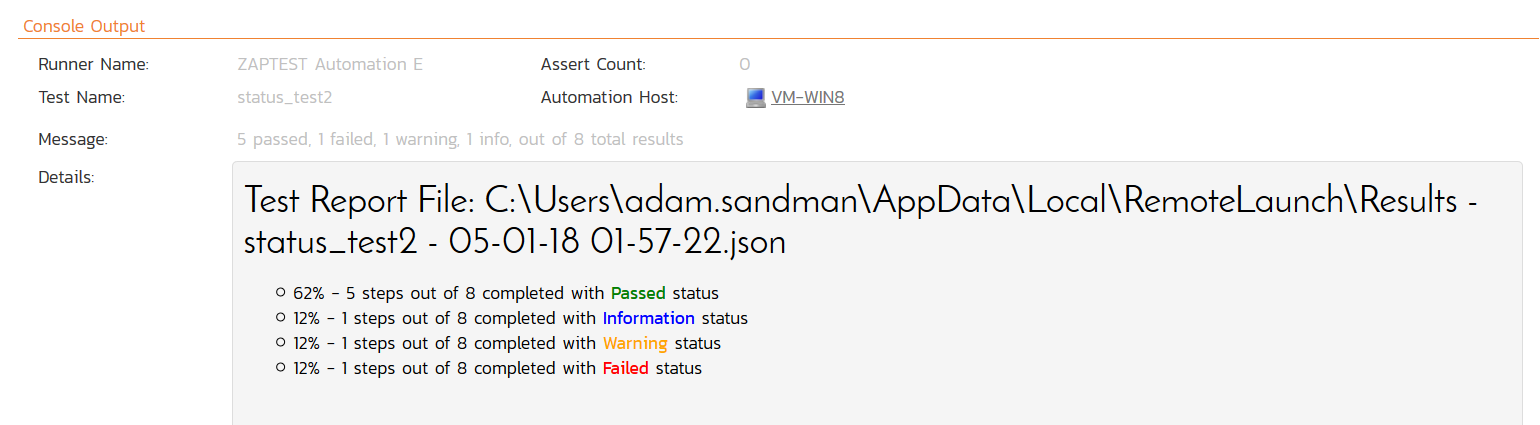 Console Output
Runner Name: ZAPTEST Automation E Assert Count: 0
Test Name: status_test2 Automation Host: VM-WIN8
Message: 5 passed, 1 failed, 1 warning, 1 info, out of 8 total results
Details:
Test Report File: C:\Users\adam.sandman\AppData\Local\RemoteLaunch\Results -
status_test2 - 05-01-18 01-57-22.json
62% - 5 steps out of 8 completed with Passed status
12% - 1 steps out of 8 completed with Information status
12% - 1 steps out of 8 completed with Warning status
12% - 1 steps out of 8 completed with Failed status